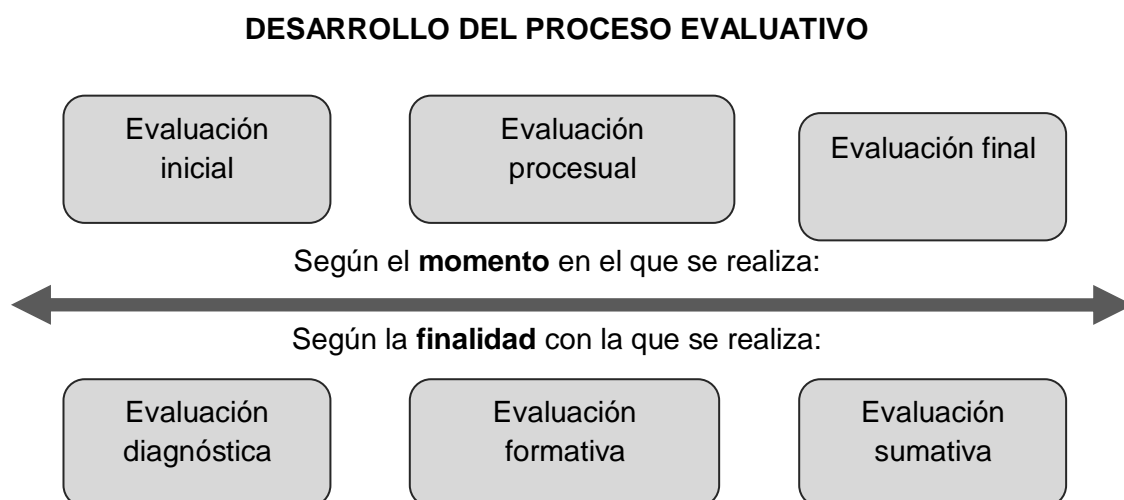 DESARROLLO DEL PROCESO EVALUATIVO
Evaluación
inicial
Evaluación
procesual
Evaluación final
Según el momento en el que se realiza:
Según la finalidad con la que se realiza:
Evaluación
diagnóstica
Evaluación
formativa
Evaluación
sumativa